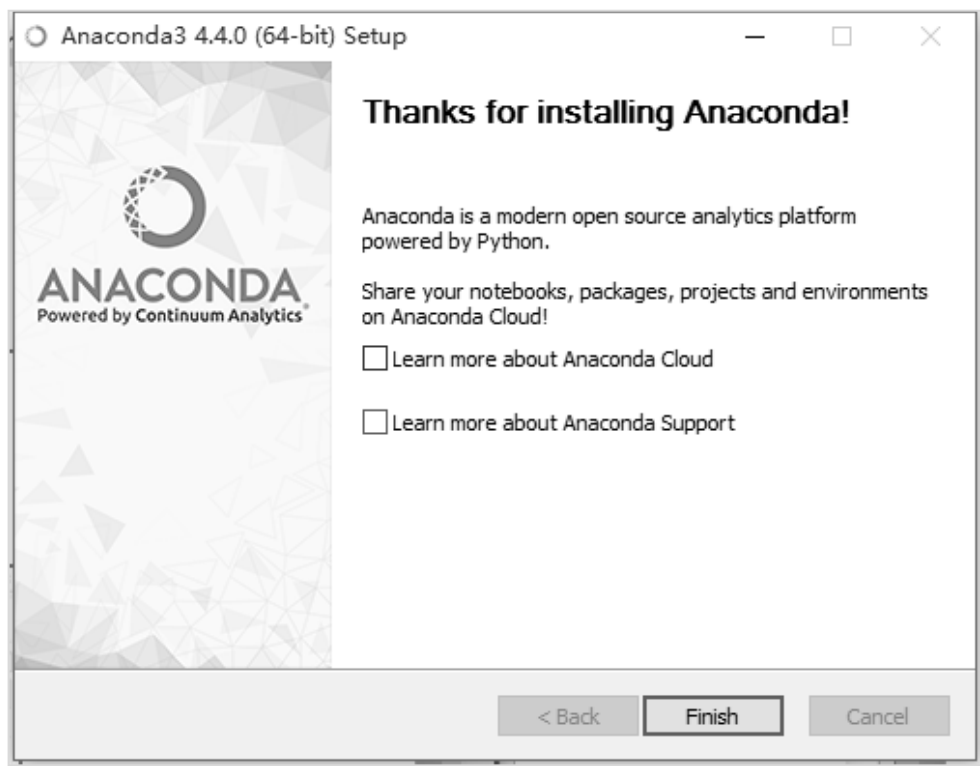 Anaconda3 4.4.0 (64-bit) Setup
Thanks for installing Anaconda!
ANACONDA
Powered by Continuum Analytics
Anaconda is a modern open source analytics platform
powered by Python.
Share your notebooks, packages, projects and environments
on Anaconda Cloud!
Learn more about Anaconda Cloud
Learn more about Anaconda Support
< Back
Finish
Cancel